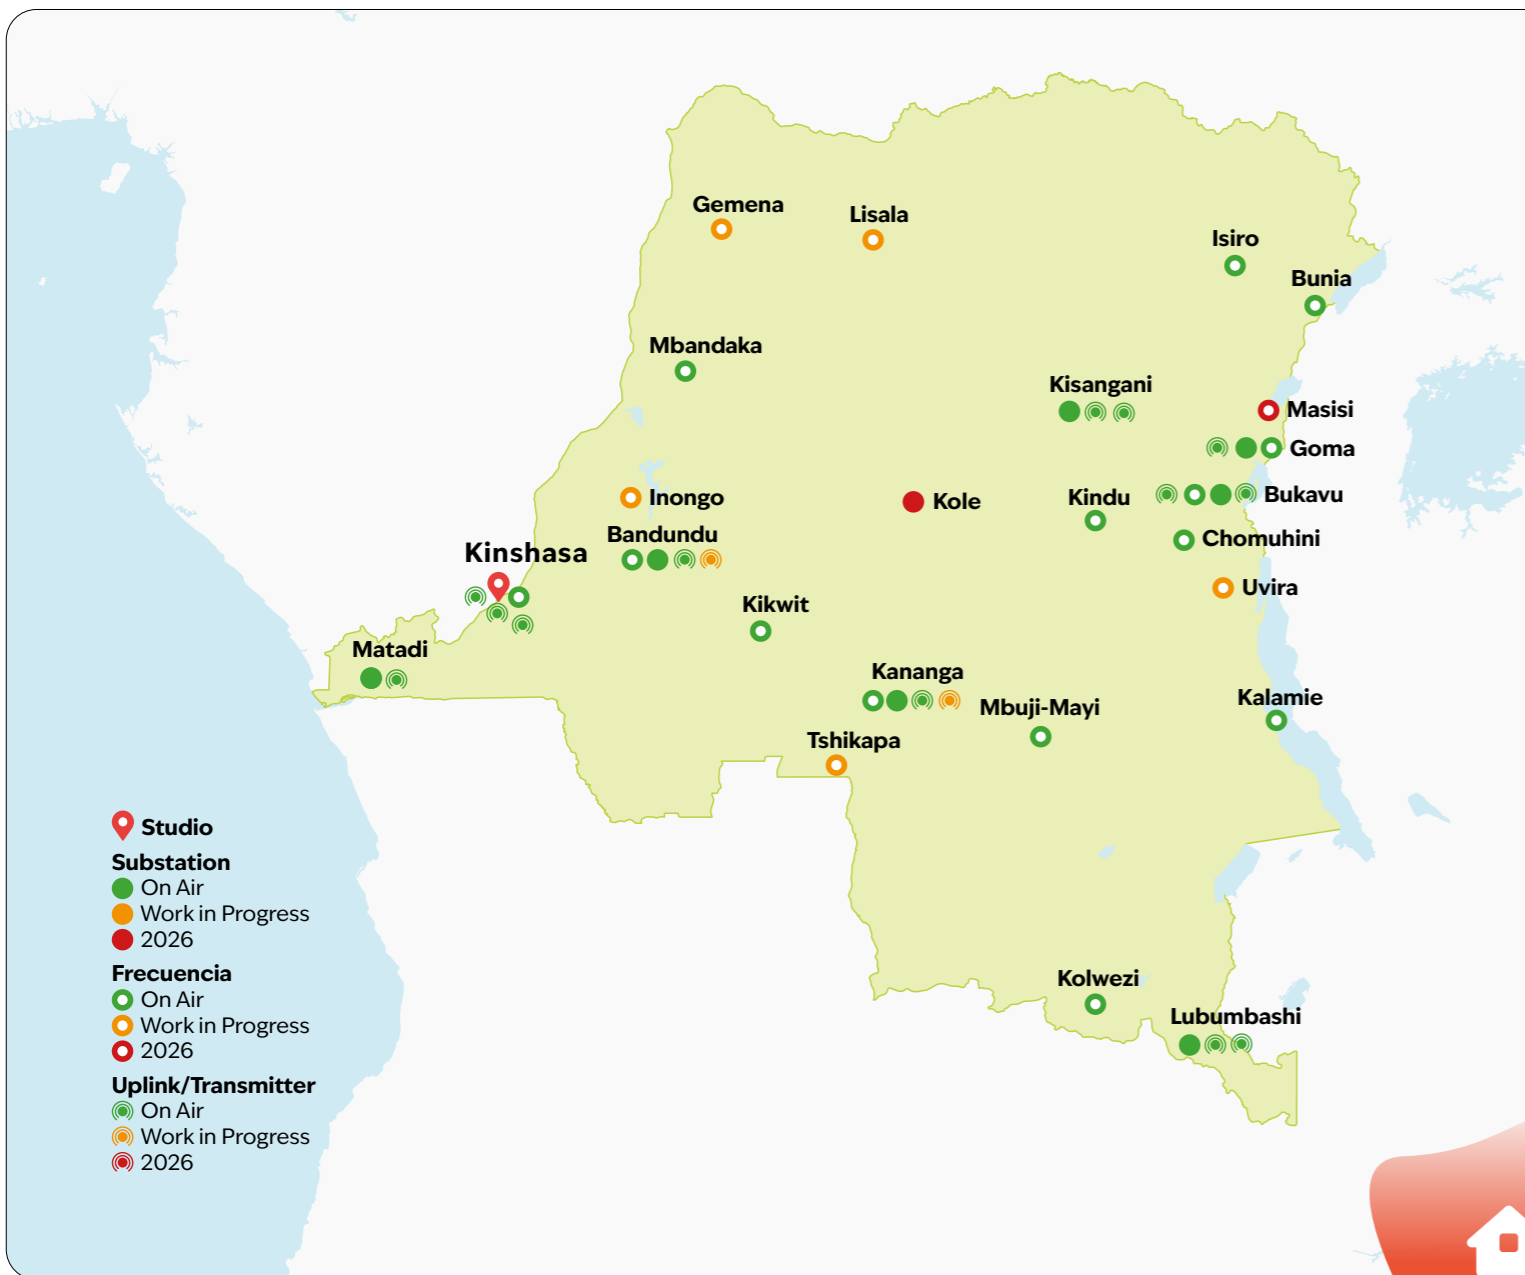 Gemena
Lisala
Isiro
Bunia
Mbandaka
Kisangani
Masisi
Goma
Inongo
Kole
Kindu
Bukavu
Bandundu
Chomuhini
Kinshasa
Uvira
Kikwit
Matadi
Kananga
Mbuji-Mayi
Kalamie
Tshikapa
Studio
Substation
On Air
Work in Progress
2026
Frecuencia
On Air
Work in Progress
2026
Uplink/Transmitter
On Air
Work in Progress
2026
Kolwezi
Lubumbashi